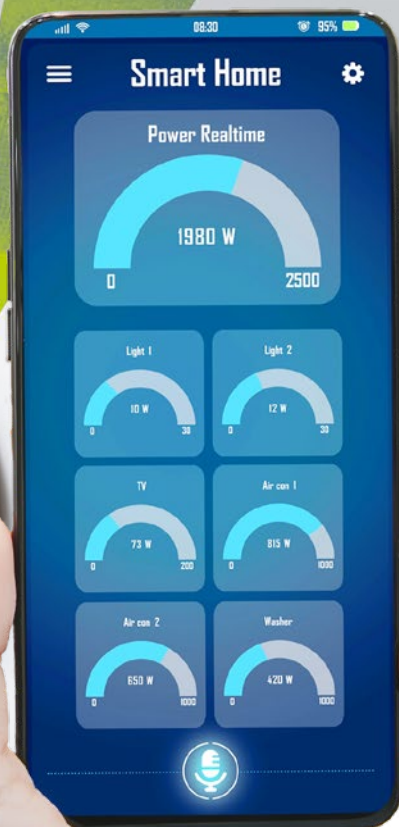 08:30 95%
Smart Home
Power Realtime
1980 W
0 2500
Light 1 Light 2
10 W 12 W
0 30 0 30
TV Air con 1
73 W 815 W
0 200 0 1000
Air con 2 Washer
650 W 420 W
0 1000 0 1000